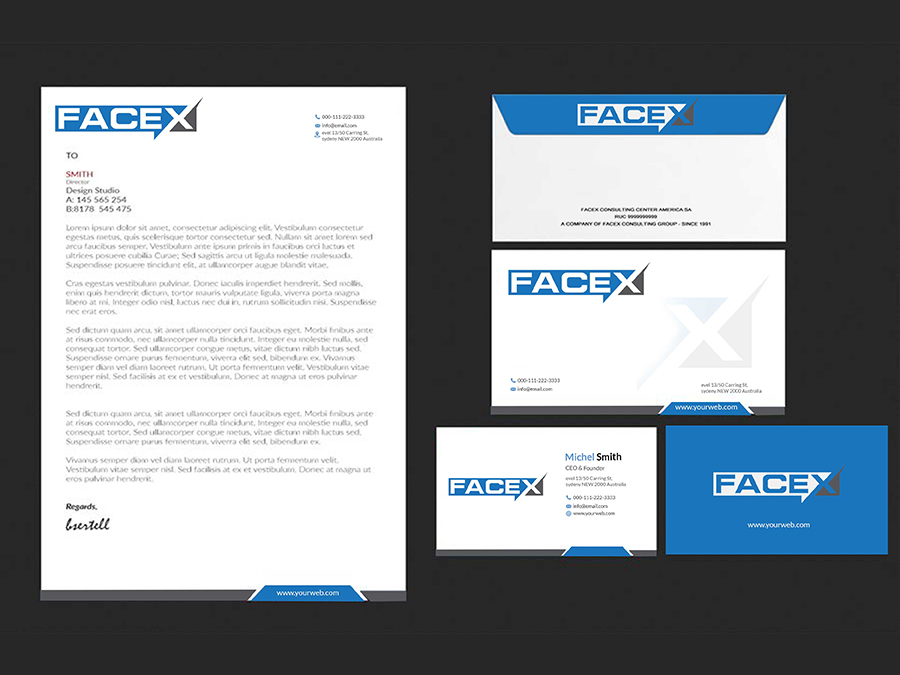 FACEX
000-111-222-3333
info@email.com
evel 13/50 Carring St,
sydeny NEW 2000 Australia
TO
SMITH
Director
Design Studio
A: 145 565 254
B:8178 545 475
Lorem ipsum dolor sit amet, consectetur adipiscing elit. Vestibulum consectetur
egestas metus, quis scelerisque tortor consectetur sed. Nullam sit amet lorem sed
arcu faucibus semper. Vestibulum ante ipsum primis in faucibus orci luctus et
ultrices posuere cubilia Curae; Sed sagittis arcu ut ligula molestie malesuada.
Suspendisse posuere tincidunt elit, at ullamcorper augue blandit vitae.
Cras egestas vestibulum pulvinar. Donec iaculis imperdiet hendrerit. Sed mollis,
enim quis hendrerit dictum, tortor mauris vulputate ligula, viverra porta magna
libero at mi. Integer odio nisl, luctus nec dui in, rutrum sollicitudin nisi. Suspendisse
nec erat eros.
Sed dictum quam arcu, sit amet ullamcorper orci faucibus eget. Morbi finibus ante
at risus commodo, nec ullamcorper nulla tincidunt. Integer eu molestie nulla, sed
consequat tortor. Sed ullamcorper congue metus, vitae dictum nibh luctus sed.
Suspendisse ornare purus fermentum, viverra elit sed, bibendum ex. Vivamus
semper diam vel diam laoreet rutrum. Ut porta fermentum velit. Vestibulum vitae
semper nisl. Sed facilisis at ex et vestibulum. Donec at magna ut eros pulvinar
hendrerit.
Sed dictum quam arcu, sit amet ullamcorper orci faucibus eget. Morbi finibus ante
at risus commodo, nec ullamcorper nulla tincidunt. Integer eu molestie nulla, sed
consequat tortor. Sed ullamcorper congue metus, vitae dictum nibh luctus sed.
Suspendisse ornare purus fermentum, viverra elit sed, bibendum ex.
Vivamus semper diam vel diam laoreet rutrum. Ut porta fermentum velit.
Vestibulum vitae semper nisl. Sed facilisis at ex et vestibulum. Donec at magna ut
eros pulvinar hendrerit.
Regards,
bsertell
www.yourweb.com
FACEX
FACEX CONSULTING CENTER AMERICA SA
RUC 9999999999
A COMPANY OF FACEX CONSULTING GROUP - SINCE 1991
FACEX
X
000-111-222-3333
info@email.com
evel 13/50 Carring St,
sydeny NEW 2000 Australia
www.yourweb.com
FACEX
Michel Smith
CEO & Founder
evel 13/50 Carring St,
sydeny NEW 2000 Australia
000-111-222-3333
info@email.com
www.yourweb.com
FACEX
www.yourweb.com